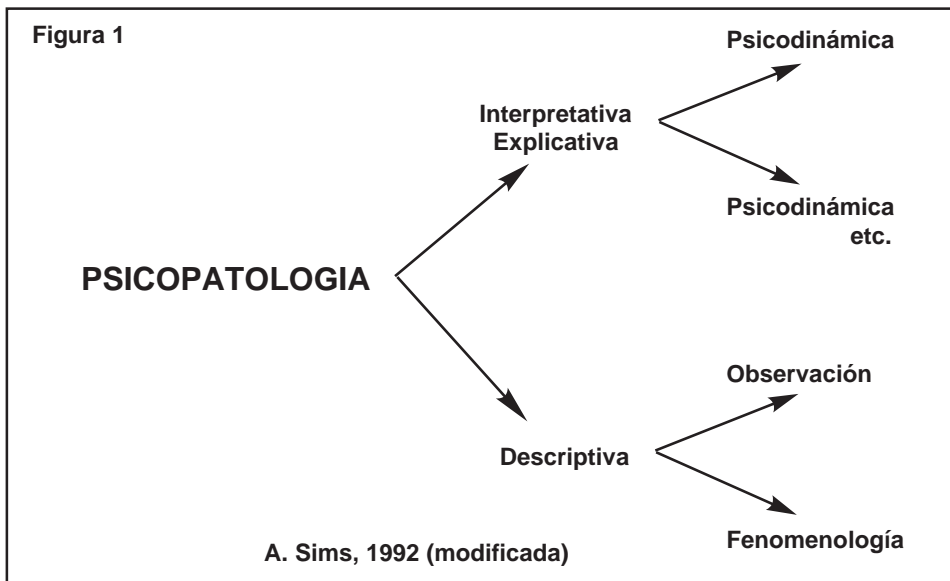 Figura 1
Psicodinámica
Interpretativa
Explicativa
Psicodinámica
etc.
PSICOPATOLOGIA
Observación
Descriptiva
Fenomenología
A. Sims, 1992 (modificada)